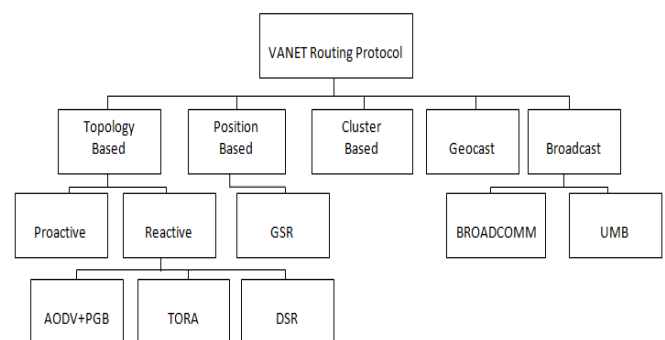 VANET Routing Protocol
Topology
Based
Position
Based
Cluster
Based
Geocast
Broadcast
Proactive
Reactive
GSR
BROADCOMM
UMB
AODV+PGB
TORA
DSR